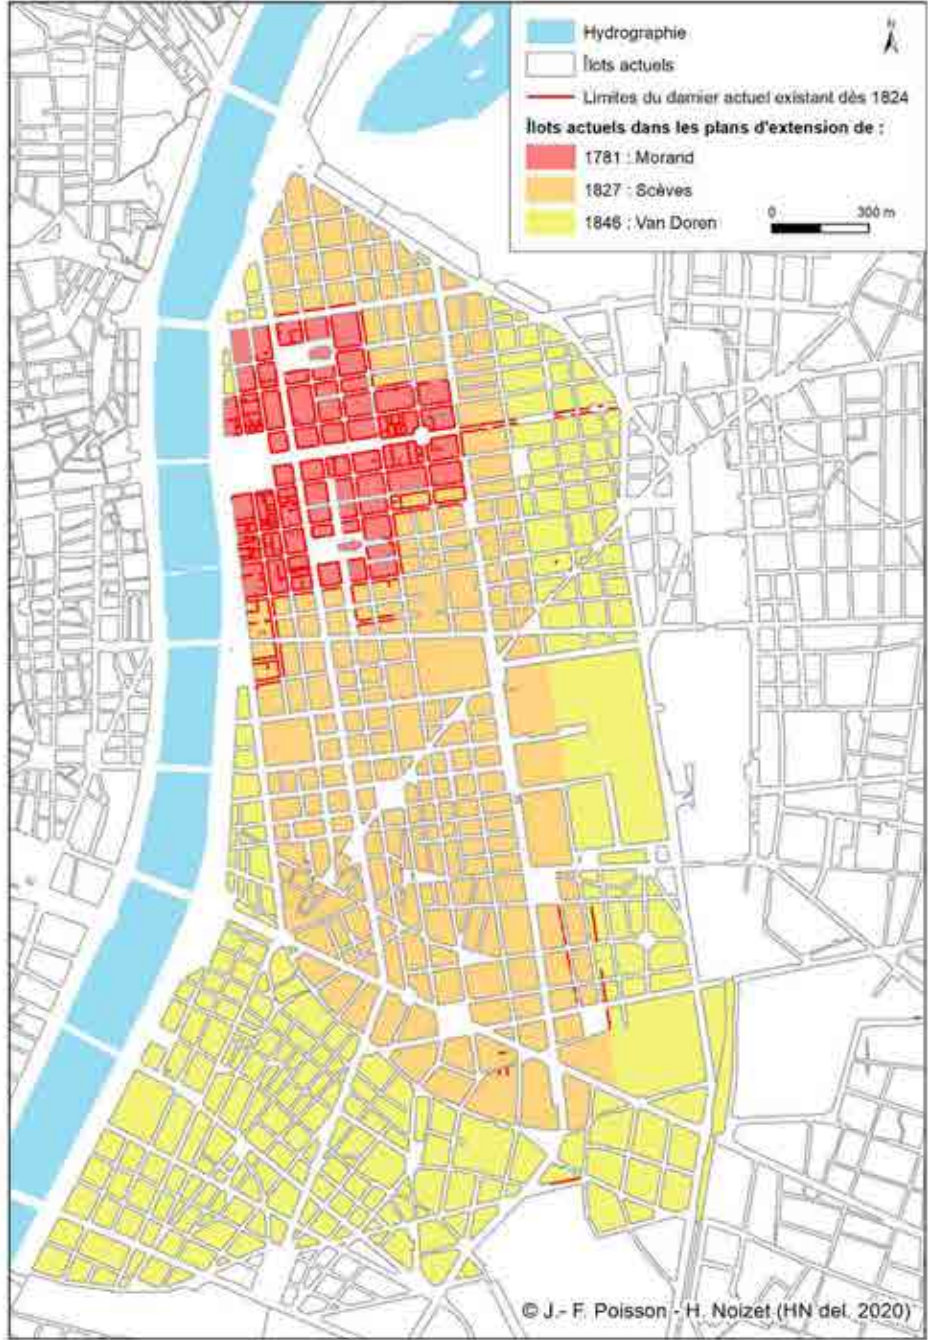 Hydrographie
N
Îlots actuels
Limites du damier actuel existant dès 1824
Îlots actuels dans les plans d'extension de :
1781 : Morand
1827 : Scèves
1846 : Van Doren
0 300 m
© J.- F. Poisson - H. Noizet (HN del. 2020)